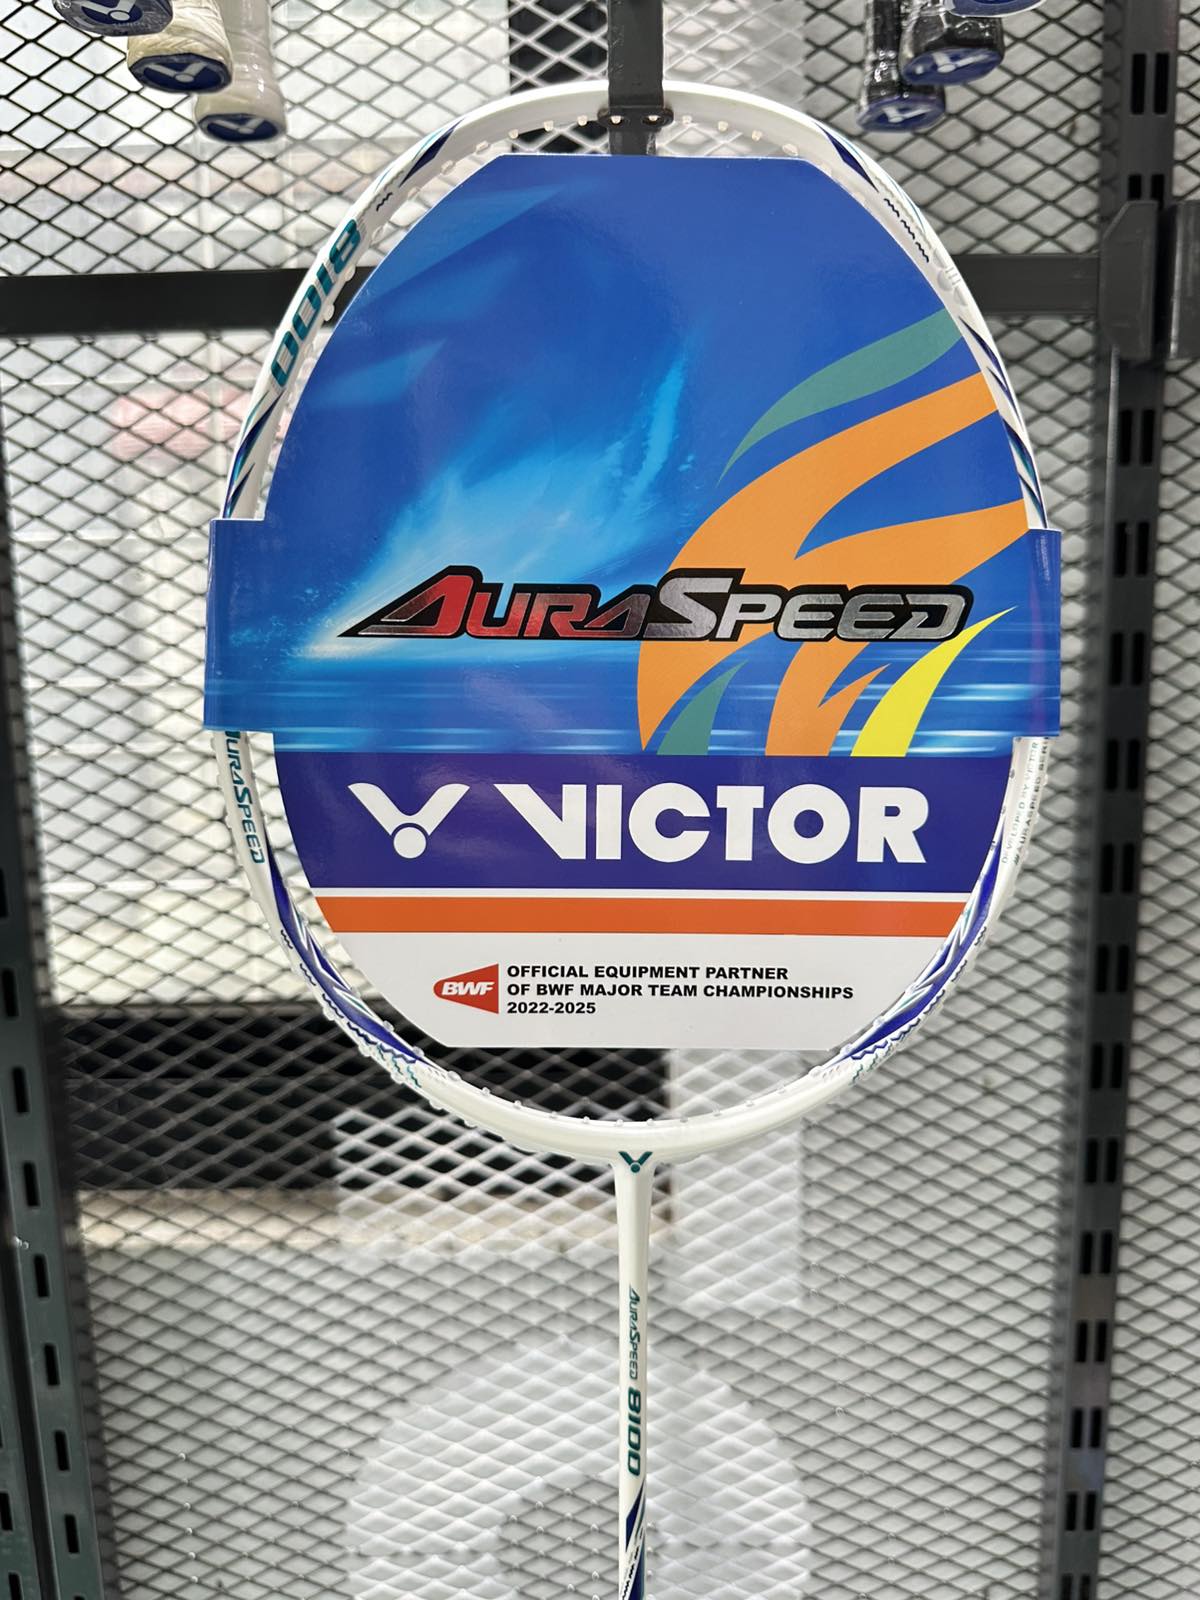 8100
AURASPEED
VICTOR
BWF
OFFICIAL EQUIPMENT PARTNER
OF BWF MAJOR TEAM CHAMPIONSHIPS
2022-2025
AURASPEED
AURASPEED 8100